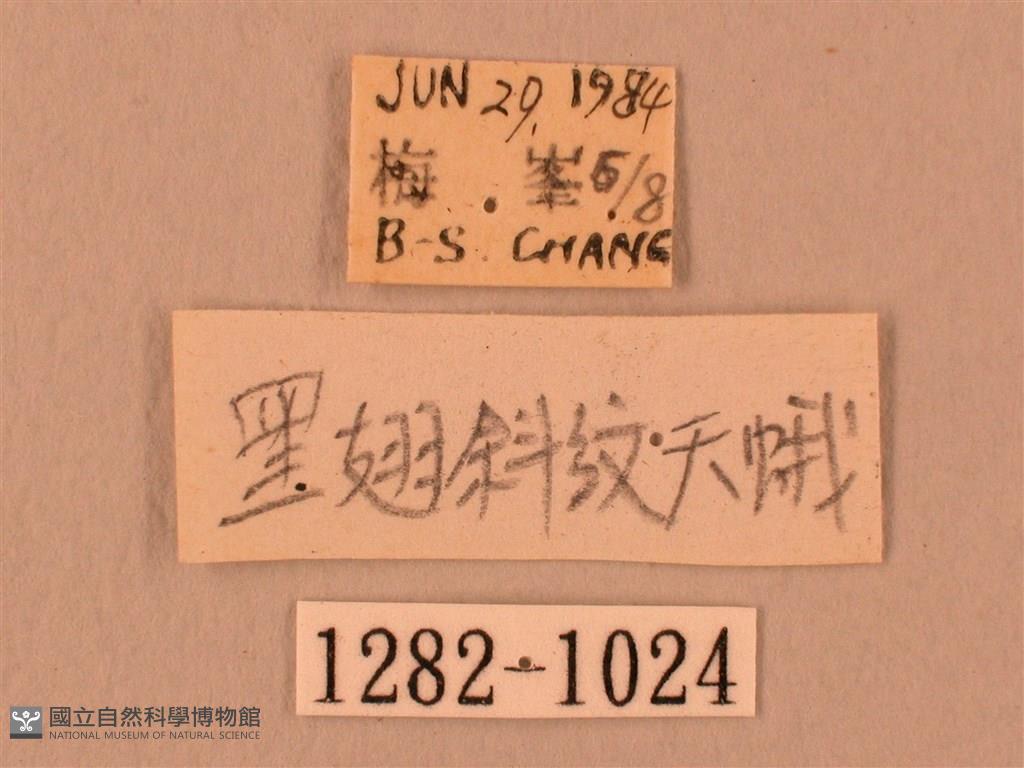 JUN 29, 1984
梅 峯 6/8
B-S. CHANG
黑翅斜紋天蛾
1282-1024
國立自然科學博物館
NATIONAL MUSEUM OF NATURAL SCIENCE